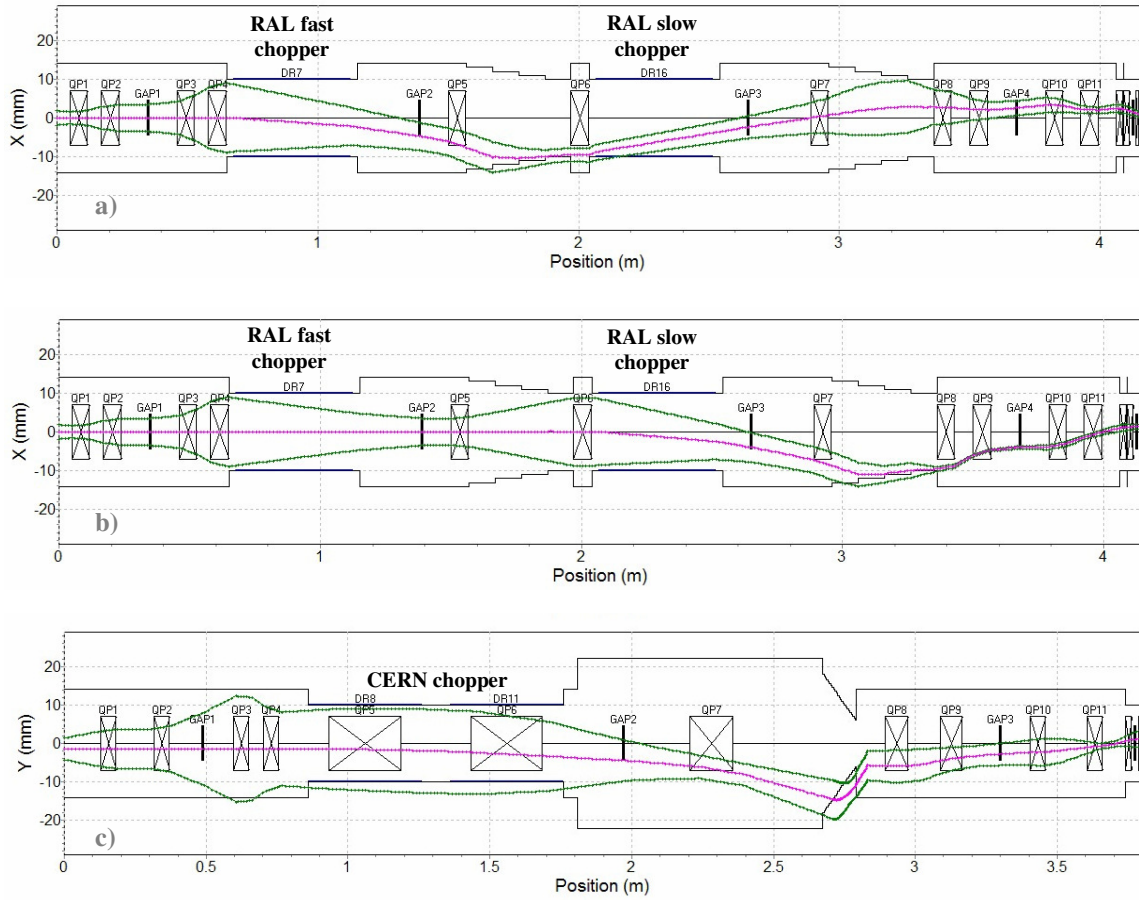 RAL fast
chopper
RAL slow
chopper
20
10
0
-10
-20
X (mm)
DR7
DR16
QP1 QP2 GAP1 QP3 QP4 GAP2 QP5 QP6 GAP3 QP7 QP8 QP9 GAP4 QP10 QP11
a)
0 1 2 3 4
Position (m)
RAL fast
chopper
RAL slow
chopper
20
10
0
-10
-20
X (mm)
DR7
DR16
QP1 QP2 GAP1 QP3 QP4 GAP2 QP5 QP6 GAP3 QP7 QP8 QP9 GAP4 QP10 QP11
b)
0 1 2 3 4
Position (m)
CERN chopper
20
10
0
-10
-20
Y (mm)
DR8 DR11
QP1 QP2 GAP1 QP3 QP4 QP5 QP6 GAP2 QP7 QP8 QP9 GAP3 QP10 QP11
c)
0 0.5 1 1.5 2 2.5 3 3.5
Position (m)